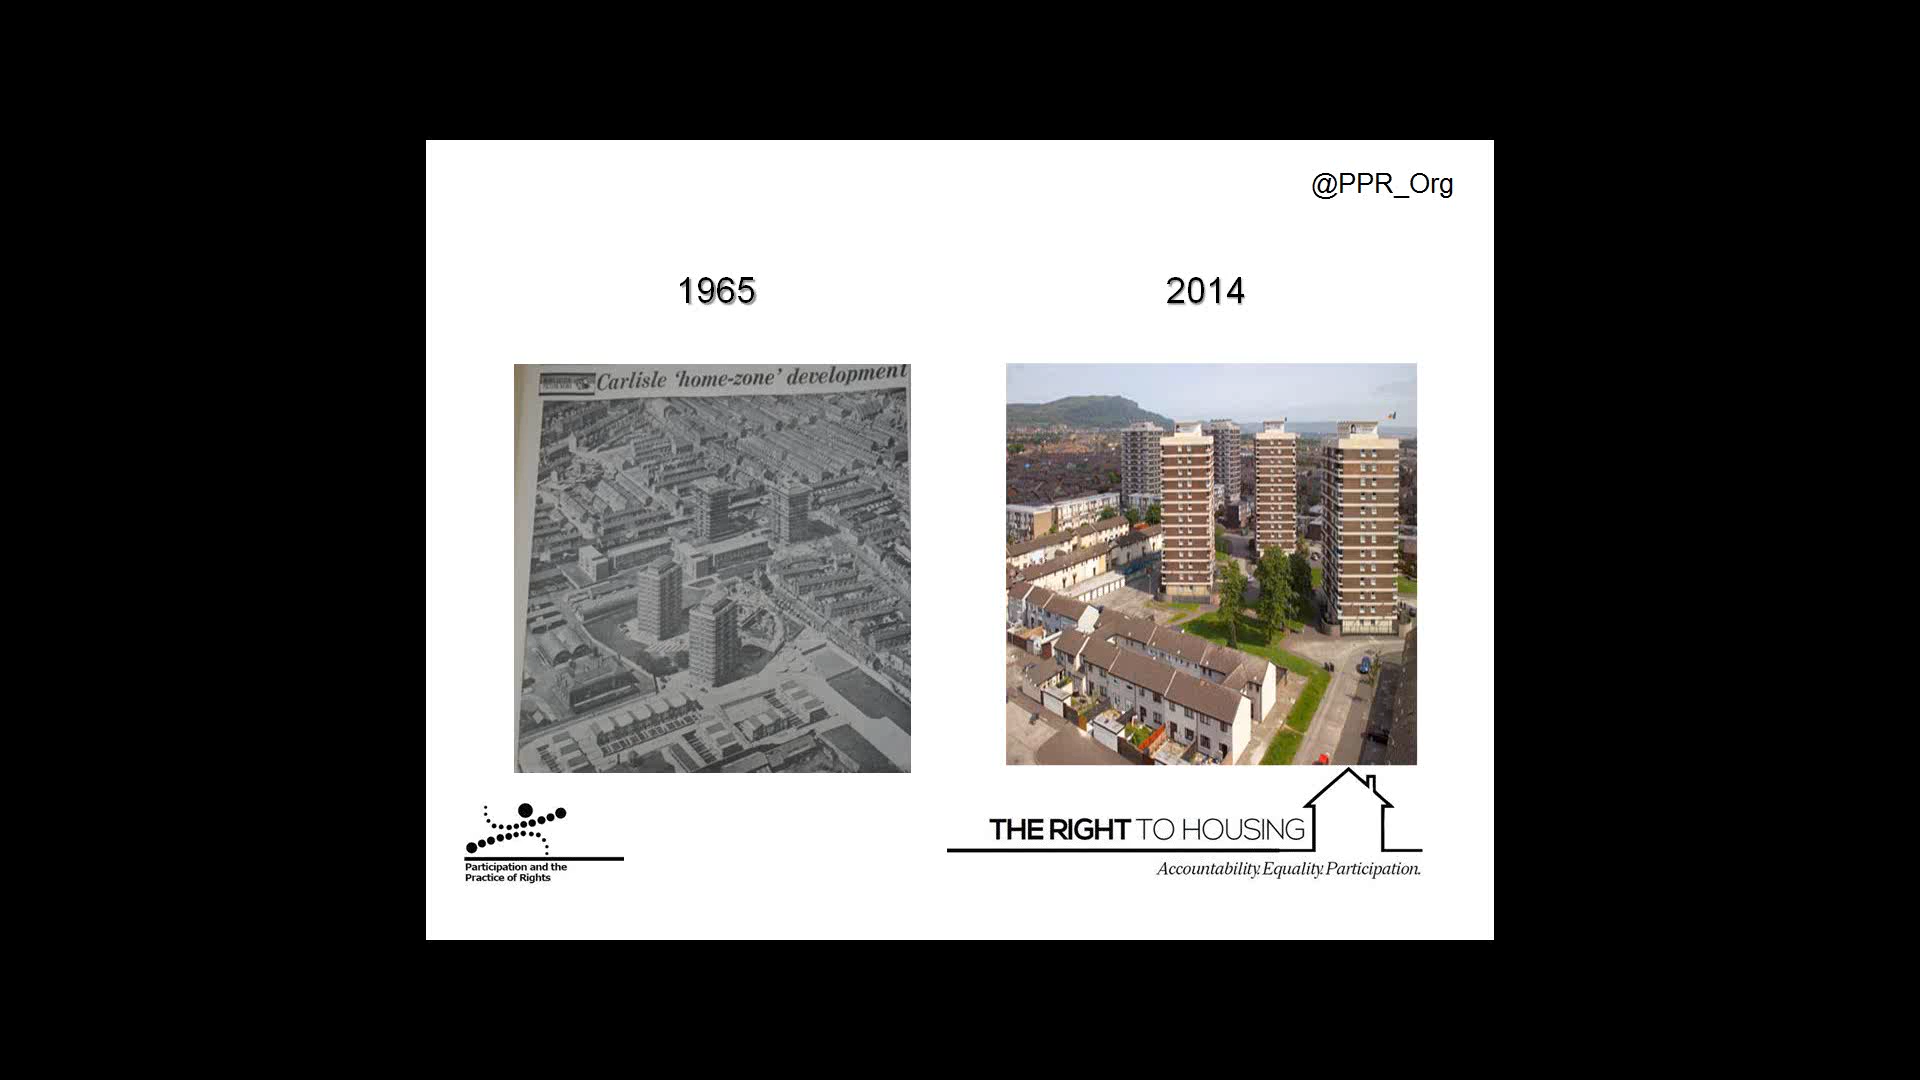 @PPR_Org
1965
2014
Carlisle 'home-zone' development
Participation and the
Practice of Rights
THE RIGHT TO HOUSING
Accountability. Equality. Participation.